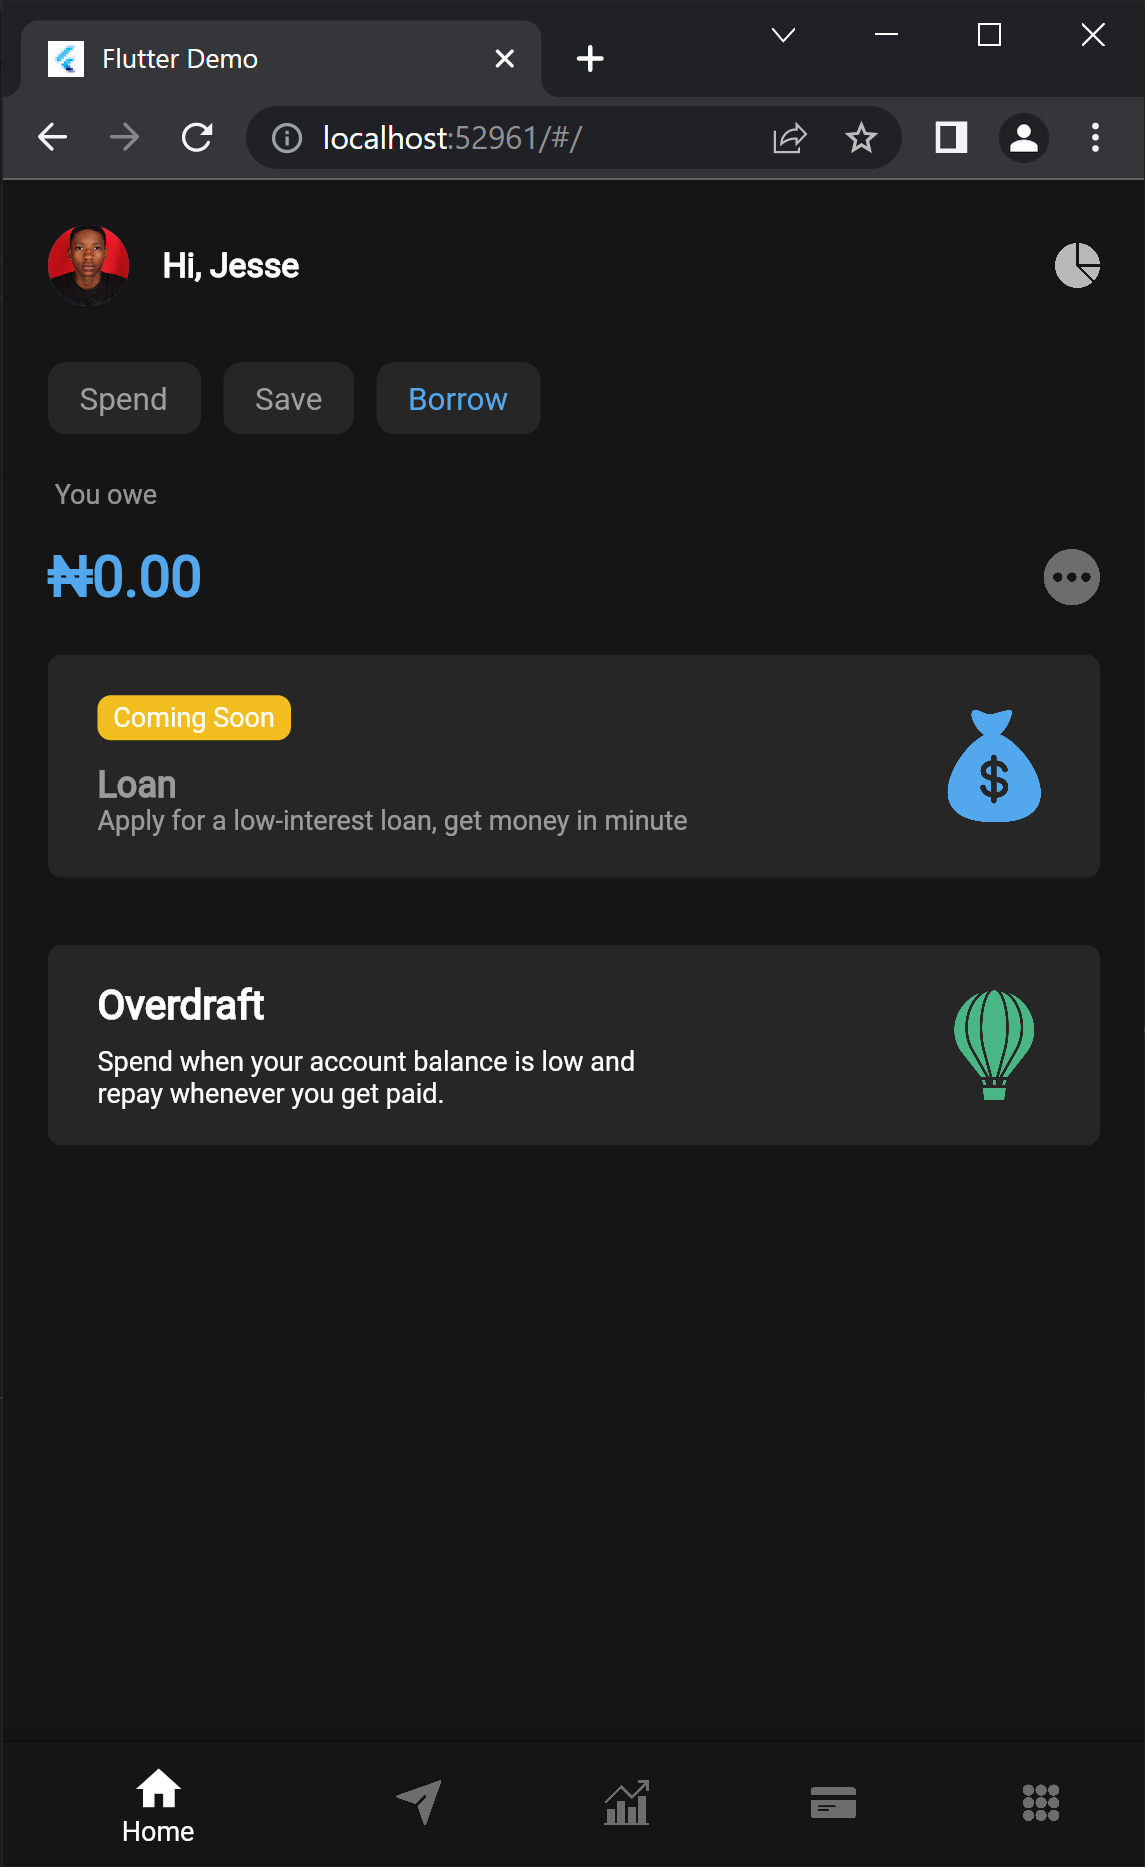 Flutter Demo
localhost:52961/#/
Hi, Jesse
Spend Save Borrow
You owe
₦0.00
Coming Soon
Loan
Apply for a low-interest loan, get money in minute
$
Overdraft
Spend when your account balance is low and
repay whenever you get paid.
Home